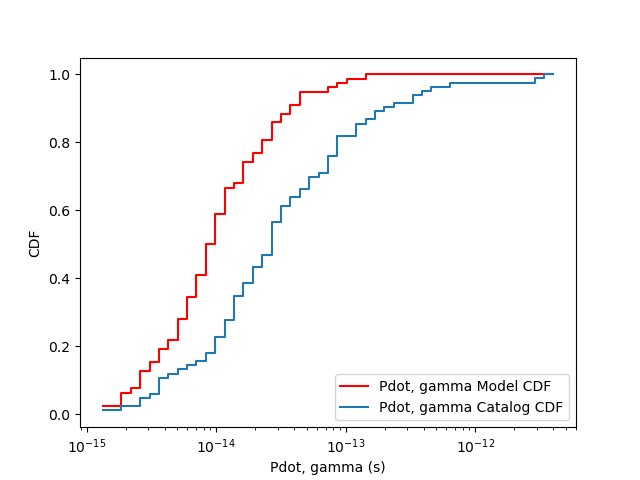 1.0
0.8
0.6
0.4
0.2
0.0
CDF
10⁻¹⁵
10⁻¹⁴
10⁻¹³
10⁻¹²
Pdot, gamma (s)
Pdot, gamma Model CDF
Pdot, gamma Catalog CDF